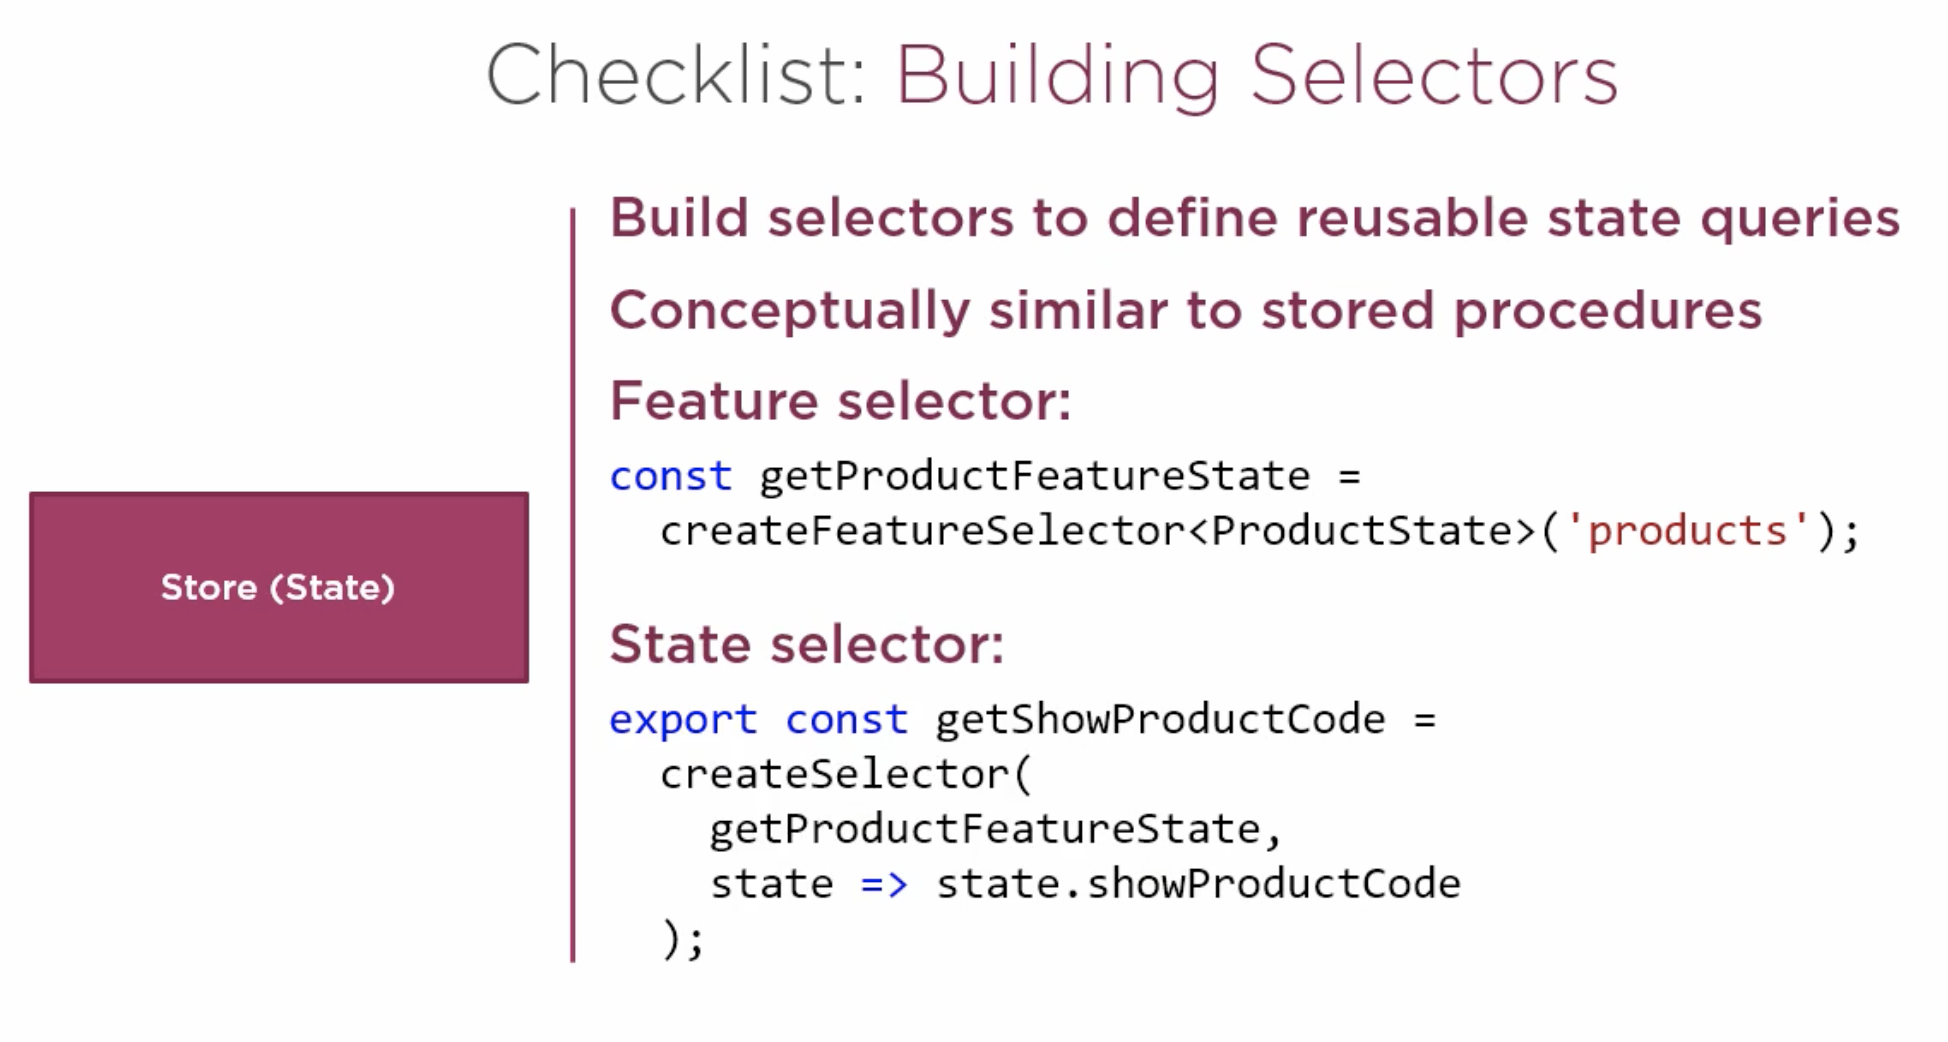 Checklist: Building Selectors
Build selectors to define reusable state queries
Conceptually similar to stored procedures
Feature selector:
const getProductFeatureState =
createFeatureSelector<ProductState>('products');
Store (State)
State selector:
export const getShowProductCode =
createSelector(
getProductFeatureState,
state => state.showProductCode
);